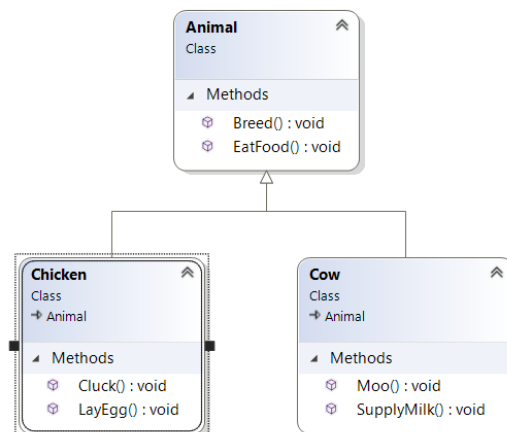 Animal
Class
Methods
Breed() : void
EatFood() : void
Chicken
Class
Animal
Methods
Cluck() : void
LayEgg() : void
Cow
Class
Animal
Methods
Moo() : void
SupplyMilk() : void